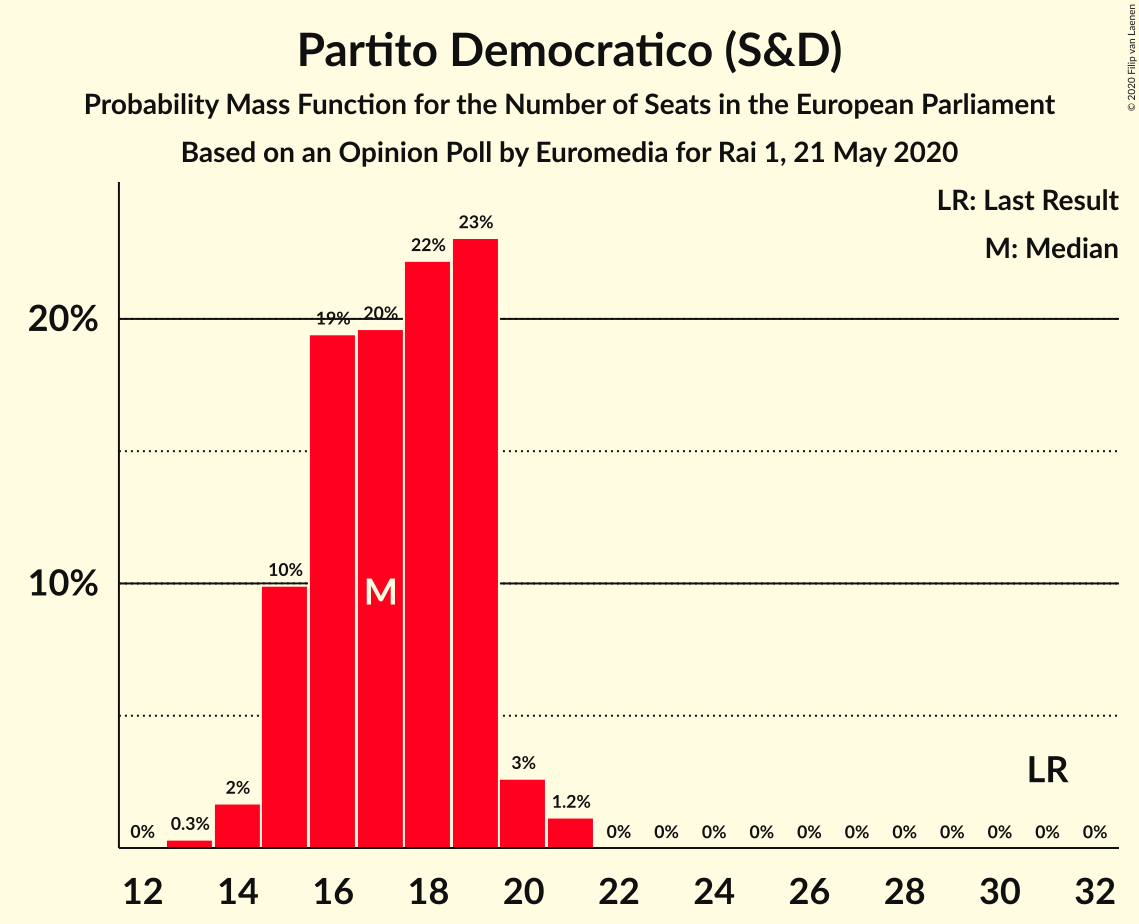 Partito Democratico (S&D)
Probability Mass Function for the Number of Seats in the European Parliament
Based on an Opinion Poll by Euromedia for Rai 1, 21 May 2020
© 2020 Filip van Laenen
LR: Last Result
M: Median
20%
10%
0% 0.3% 2% 10% 19% 20% 22% 23% 3% 1.2% 0% 0% 0% 0% 0% 0% 0% 0% 0% 0% 0%
M
LR
12 14 16 18 20 22 24 26 28 30 32